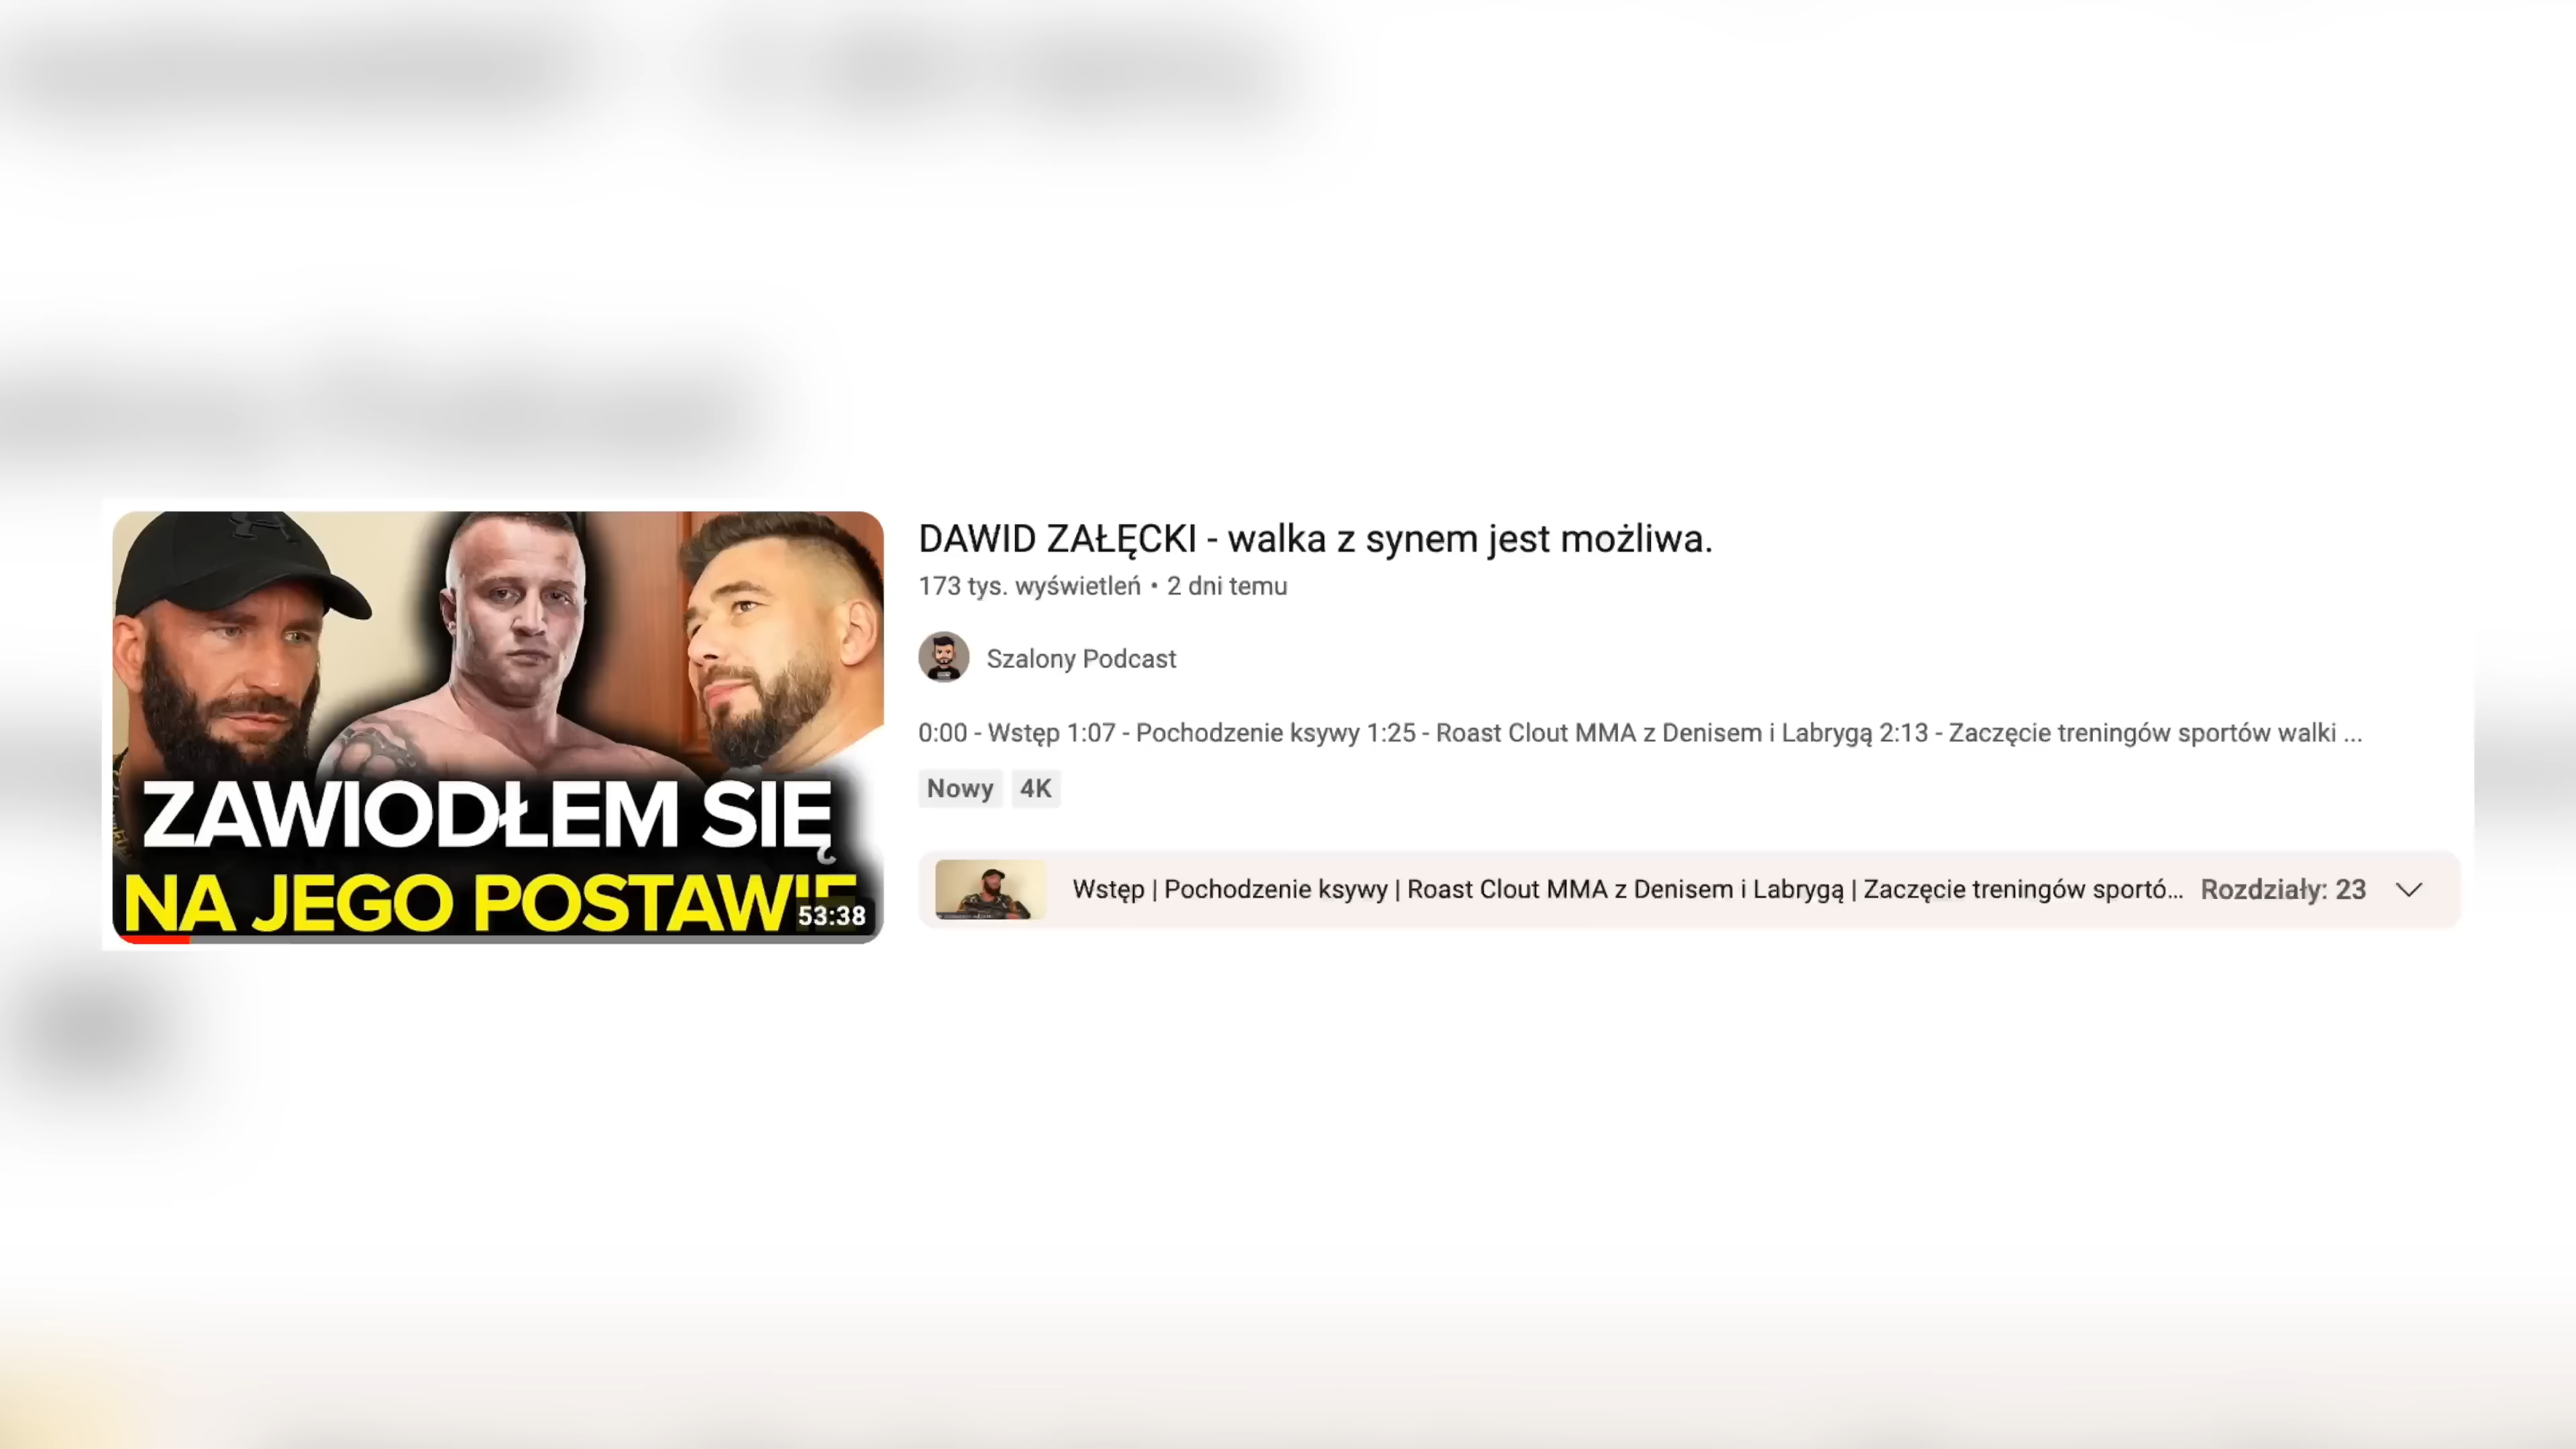 ZAWIODŁEM SIĘ
NA JEGO POSTAWIE
53:38
DAWID ZAŁĘCKI - walka z synem jest możliwa.
173 tys. wyświetleń • 2 dni temu
Szalony Podcast
0:00 - Wstęp 1:07 - Pochodzenie ksywy 1:25 - Roast Clout MMA z Denisem i Labrygą 2:13 - Zaczęcie treningów sportów walki ...
Nowy 4K
Wstęp | Pochodzenie ksywy | Roast Clout MMA z Denisem i Labrygą | Zaczęcie treningów sportó... Rozdziały: 23